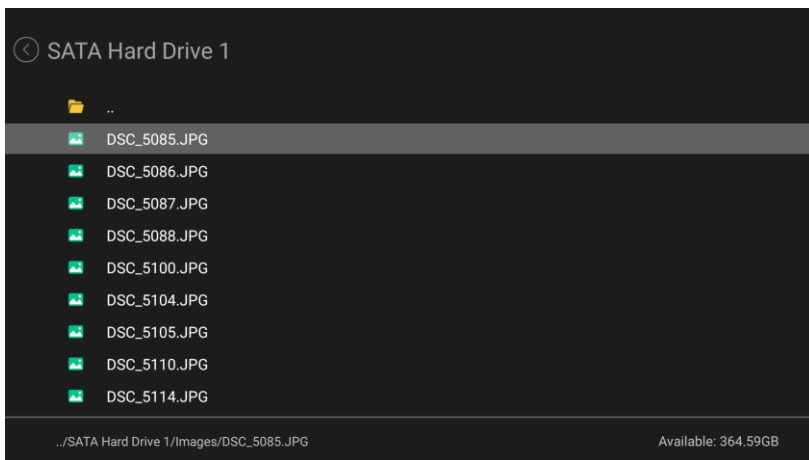 SATA Hard Drive 1
..
DSC_5085.JPG
DSC_5086.JPG
DSC_5087.JPG
DSC_5088.JPG
DSC_5100.JPG
DSC_5104.JPG
DSC_5105.JPG
DSC_5110.JPG
DSC_5114.JPG
../SATA Hard Drive 1/Images/DSC_5085.JPG Available: 364.59GB